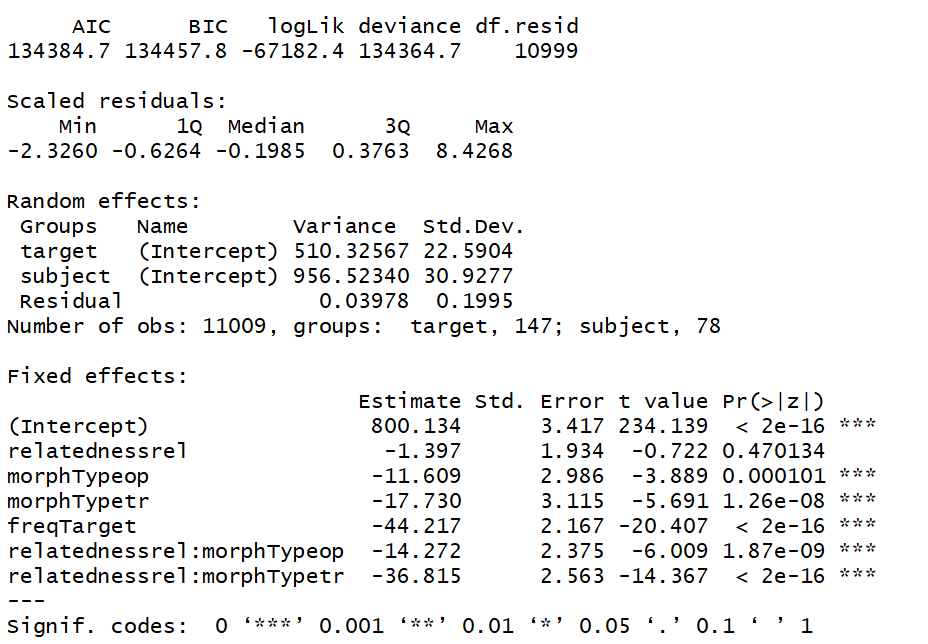 AIC      BIC   logLik deviance df.resid
134384.7 134457.8 -67182.4 134364.7    10999

Scaled residuals:
    Min      1Q  Median      3Q     Max
-2.3260 -0.6264 -0.1985  0.3763  8.4268

Random effects:
 Groups   Name        Variance  Std.Dev.
 target   (Intercept) 510.32567 22.5904
 subject  (Intercept) 956.52340 30.9277
 Residual               0.03978  0.1995
Number of obs: 11009, groups:  target, 147; subject, 78

Fixed effects:
                           Estimate Std. Error t value Pr(>|z|)
(Intercept)                 800.134      3.417 234.139  < 2e-16 ***
relatednessrel               -1.397      1.934  -0.722 0.470134
morphTypeop                 -11.609      2.986  -3.889 0.000101 ***
morphTypetr                 -17.730      3.115  -5.691 1.26e-08 ***
freqTarget                  -44.217      2.167 -20.407  < 2e-16 ***
relatednessrel:morphTypeop  -14.272      2.375  -6.009 1.87e-09 ***
relatednessrel:morphTypetr  -36.815      2.563 -14.367  < 2e-16 ***
---
Signif. codes:  0 ‘***’ 0.001 ‘**’ 0.01 ‘*’ 0.05 ‘.’ 0.1 ‘ ’ 1